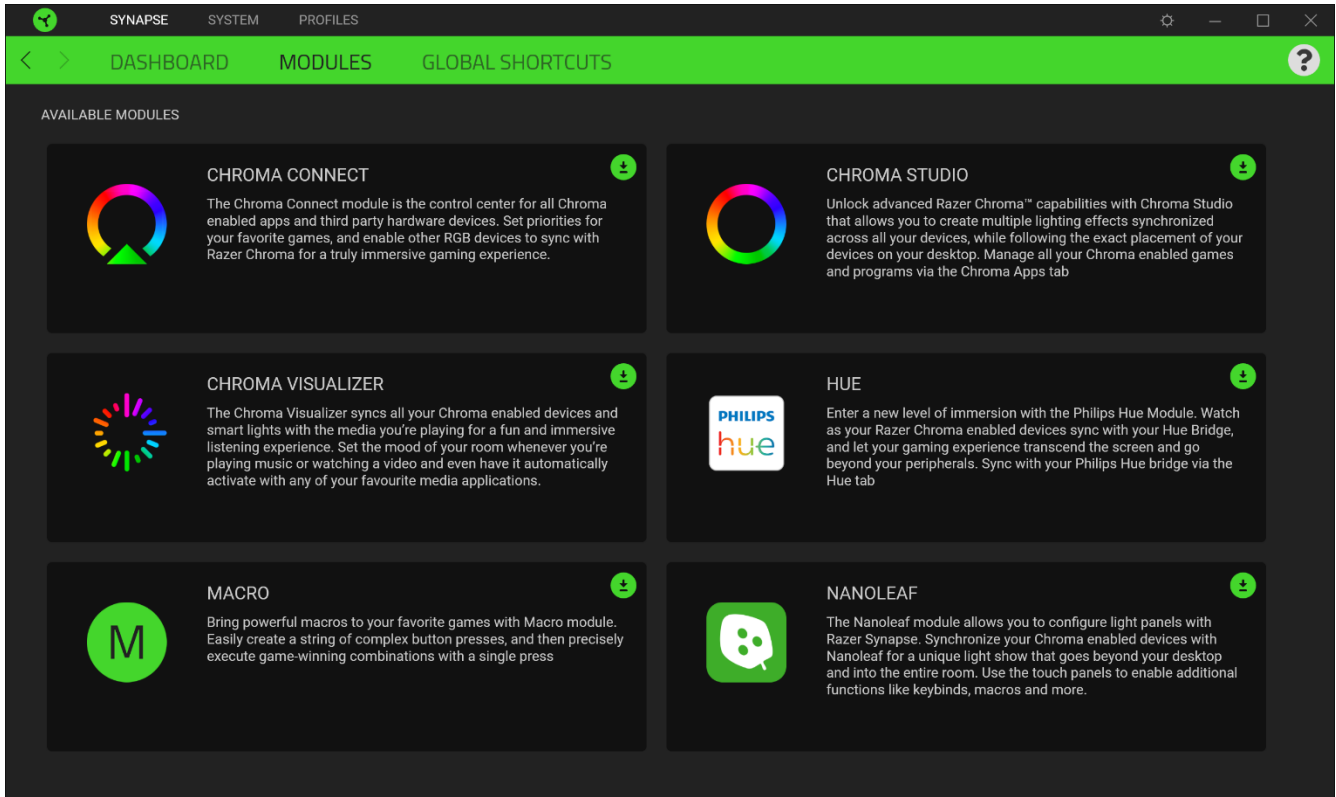 SYNAPSE SYSTEM PROFILES
DASHBOARD MODULES GLOBAL SHORTCUTS ?
AVAILABLE MODULES
CHROMA CONNECT
The Chroma Connect module is the control center for all Chroma
enabled apps and third party hardware devices. Set priorities for
your favorite games, and enable other RGB devices to sync with
Razer Chroma for a truly immersive gaming experience.
CHROMA STUDIO
Unlock advanced Razer Chroma™ capabilities with Chroma Studio
that allows you to create multiple lighting effects synchronized
across all your devices, while following the exact placement of your
devices on your desktop. Manage all your Chroma enabled games
and programs via the Chroma Apps tab
CHROMA VISUALIZER
The Chroma Visualizer syncs all your Chroma enabled devices and
smart lights with the media you're playing for a fun and immersive
listening experience. Set the mood of your room whenever you're
playing music or watching a video and even have it automatically
activate with any of your favourite media applications.
PHILIPS
hue
HUE
Enter a new level of immersion with the Philips Hue Module. Watch
as your Razer Chroma enabled devices sync with your Hue Bridge,
and let your gaming experience transcend the screen and go
beyond your peripherals. Sync with your Philips Hue bridge via the
Hue tab
M
MACRO
Bring powerful macros to your favorite games with Macro module.
Easily create a string of complex button presses, and then precisely
execute game-winning combinations with a single press
NANOLEAF
The Nanoleaf module allows you to configure light panels with
Razer Synapse. Synchronize your Chroma enabled devices with
Nanoleaf for a unique light show that goes beyond your desktop
and into the entire room. Use the touch panels to enable additional
functions like keybinds, macros and more.